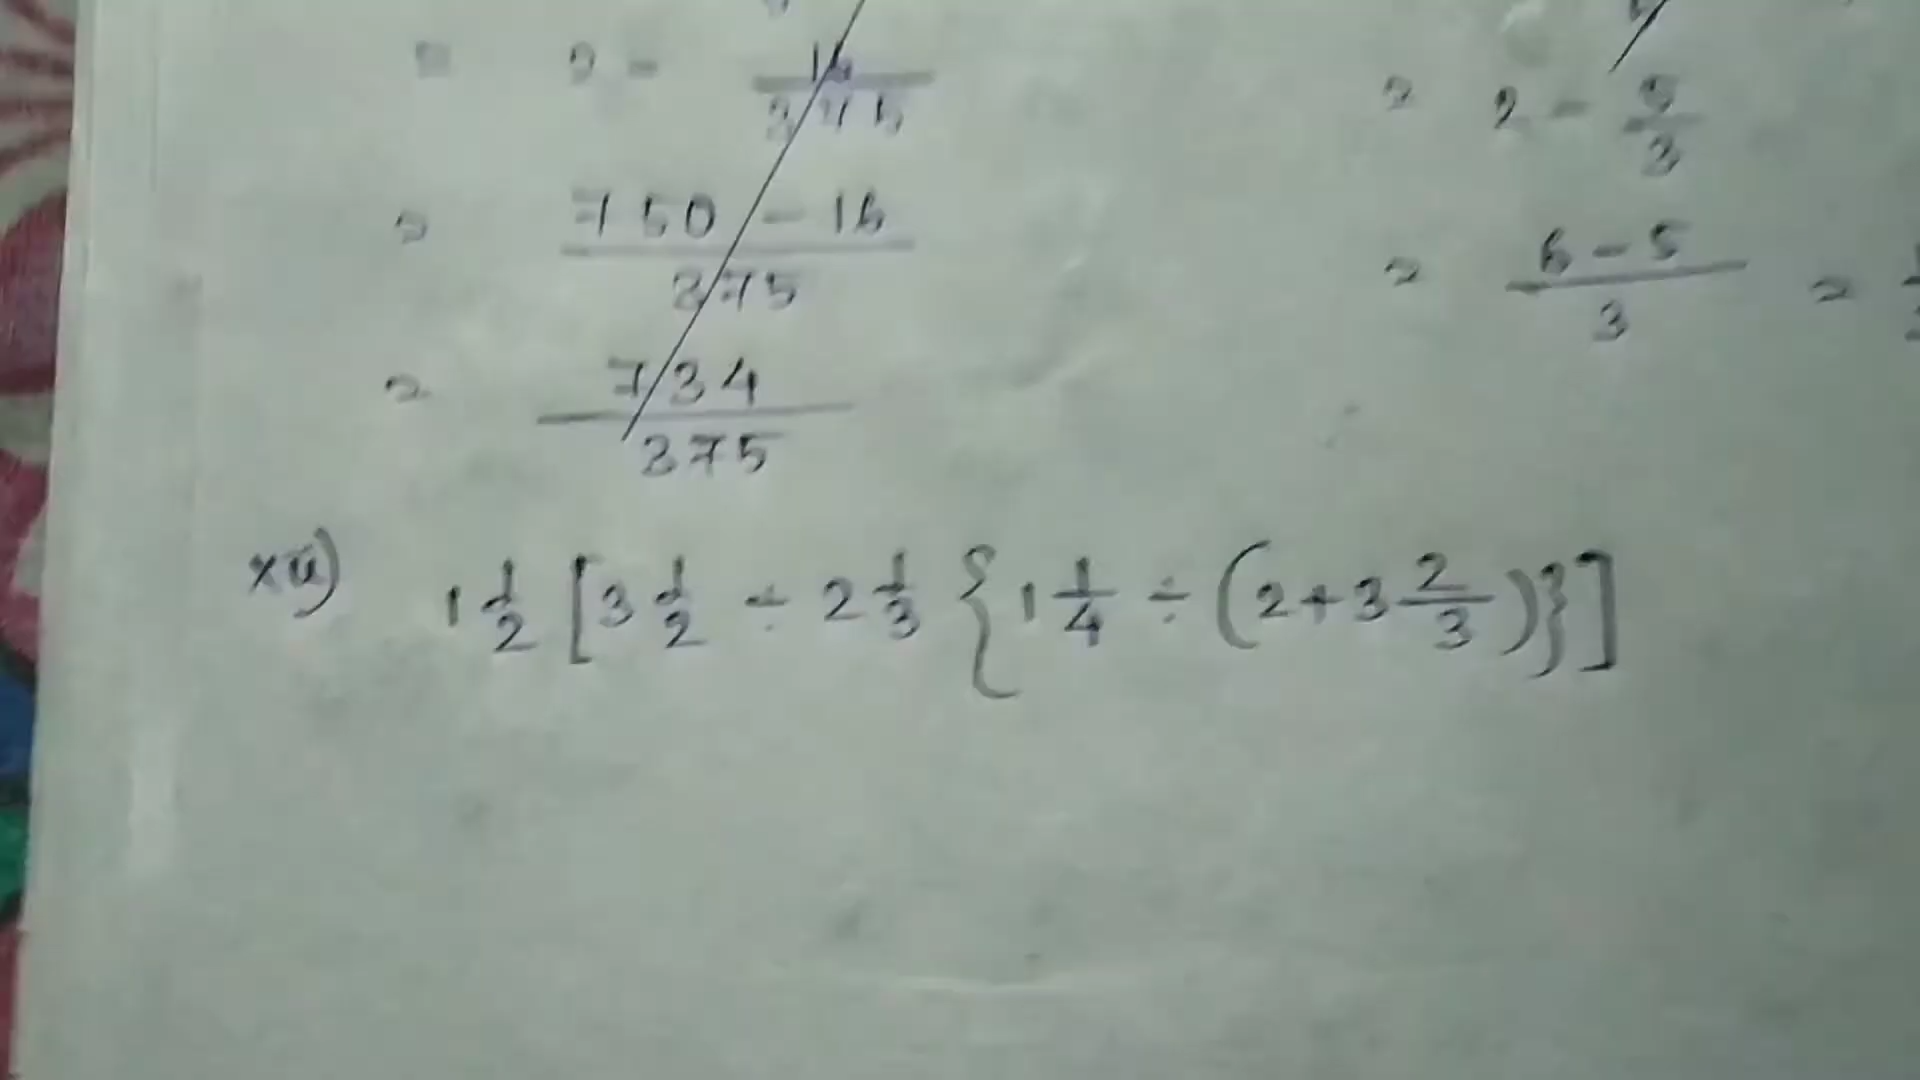 = 2 - 16/375
= (750 - 16)/375
= 734/375
= 2 - 5/3
= (6 - 5)/3 =
xii) 1 1/2 [3 1/2 ÷ 2 1/3 {1 1/4 ÷ (2 + 3 2/3)}]